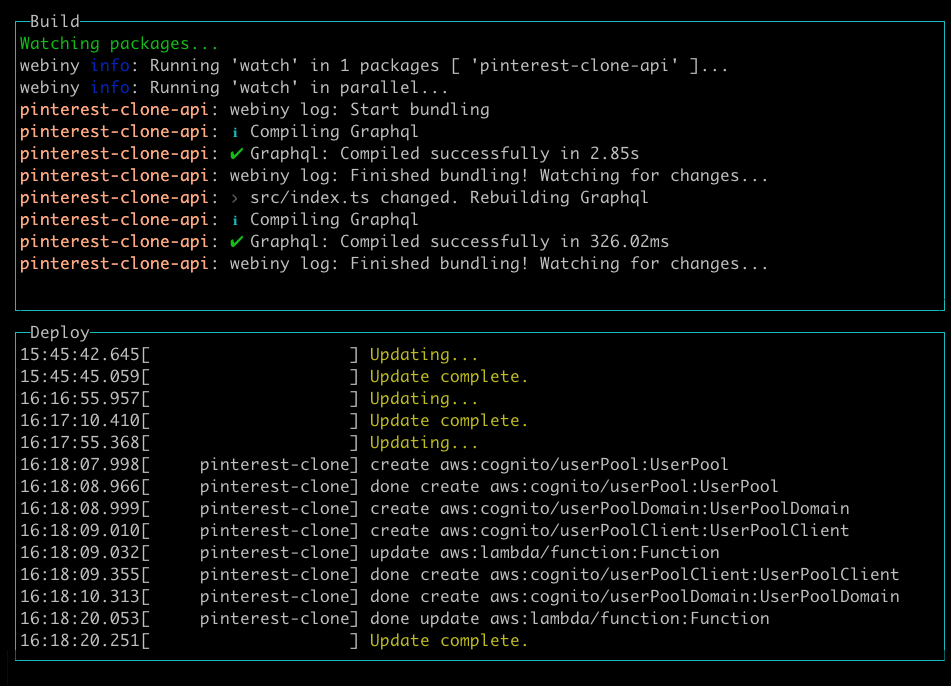 Build
Watching packages...
webiny info: Running 'watch' in 1 packages [ 'pinterest-clone-api' ]...
webiny info: Running 'watch' in parallel...
pinterest-clone-api: webiny log: Start bundling
pinterest-clone-api: ℹ Compiling Graphql
pinterest-clone-api: ✔ Graphql: Compiled successfully in 2.85s
pinterest-clone-api: webiny log: Finished bundling! Watching for changes...
pinterest-clone-api: › src/index.ts changed. Rebuilding Graphql
pinterest-clone-api: ℹ Compiling Graphql
pinterest-clone-api: ✔ Graphql: Compiled successfully in 326.02ms
pinterest-clone-api: webiny log: Finished bundling! Watching for changes...
Deploy
15:45:42.645[                    ] Updating...
15:45:45.059[                    ] Update complete.
16:16:55.957[                    ] Updating...
16:17:10.410[                    ] Update complete.
16:17:55.368[                    ] Updating...
16:18:07.998[     pinterest-clone] create aws:cognito/userPool:UserPool
16:18:08.966[     pinterest-clone] done create aws:cognito/userPool:UserPool
16:18:08.999[     pinterest-clone] create aws:cognito/userPoolDomain:UserPoolDomain
16:18:09.010[     pinterest-clone] create aws:cognito/userPoolClient:UserPoolClient
16:18:09.032[     pinterest-clone] update aws:lambda/function:Function
16:18:09.355[     pinterest-clone] done create aws:cognito/userPoolClient:UserPoolClient
16:18:10.313[     pinterest-clone] done create aws:cognito/userPoolDomain:UserPoolDomain
16:18:20.053[     pinterest-clone] done update aws:lambda/function:Function
16:18:20.251[                    ] Update complete.